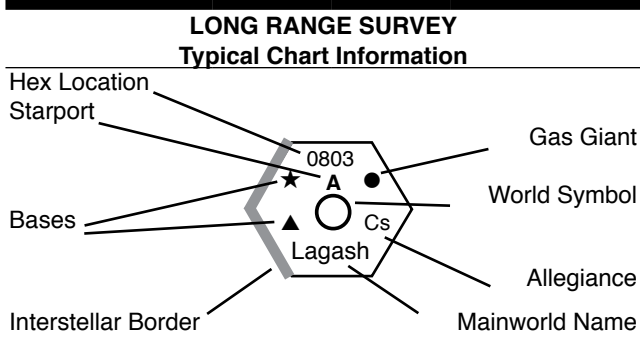 LONG RANGE SURVEY
Typical Chart Information
Hex Location
Starport
0803
A
Gas Giant
World Symbol
Bases
Cs
Lagash
Allegiance
Interstellar Border
Mainworld Name